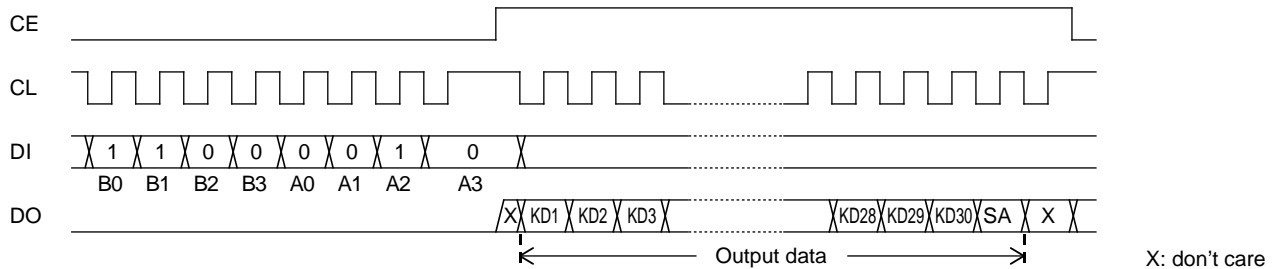 CE
CL
DI 1 1 0 0 0 0 1 0
B0 B1 B2 B3 A0 A1 A2 A3
DO X KD1 KD2 KD3 KD28 KD29 KD30 SA X
Output data X: don't care